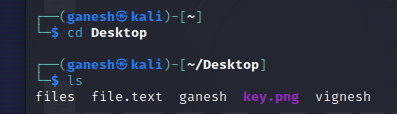 ┌──(ganesh㉿kali)-[~]
└─$ cd Desktop
┌──(ganesh㉿kali)-[~/Desktop]
└─$ ls
files  file.text  ganesh  key.png  vignesh